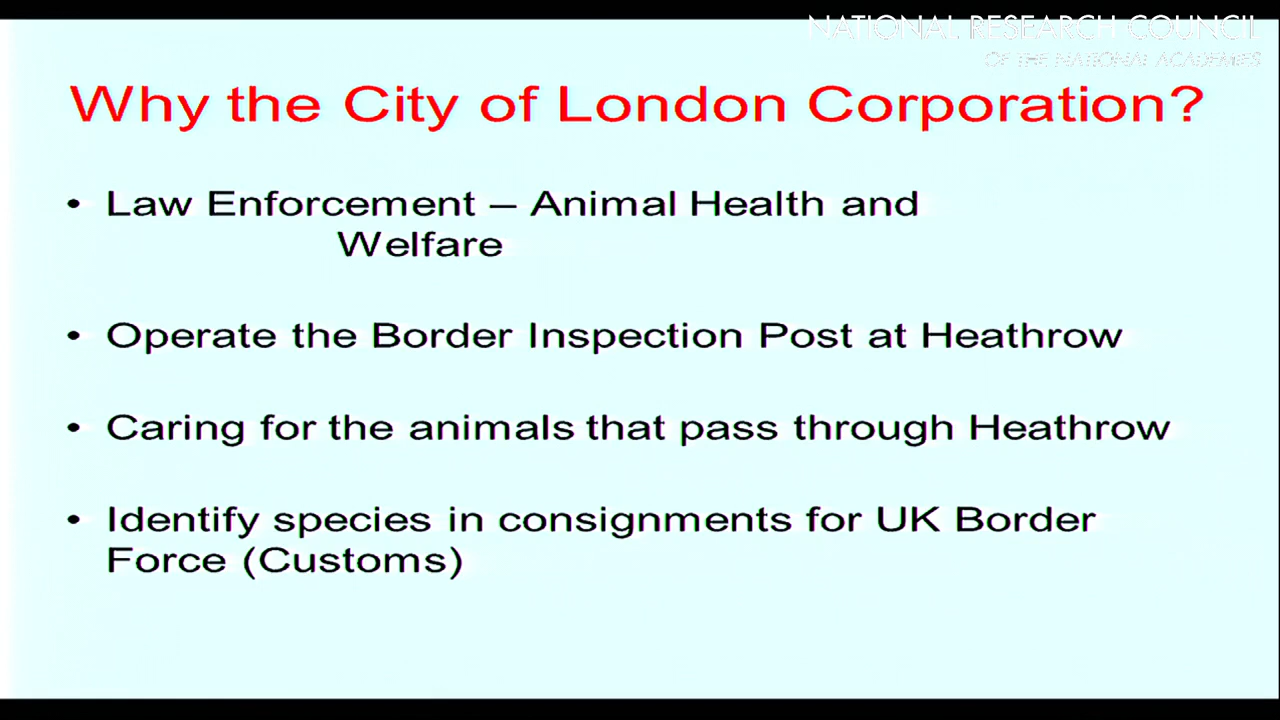 NATIONAL RESEARCH COUNCIL
OF THE NATIONAL ACADEMIES
Why the City of London Corporation?
• Law Enforcement – Animal Health and
Welfare
• Operate the Border Inspection Post at Heathrow
• Caring for the animals that pass through Heathrow
• Identify species in consignments for UK Border
Force (Customs)